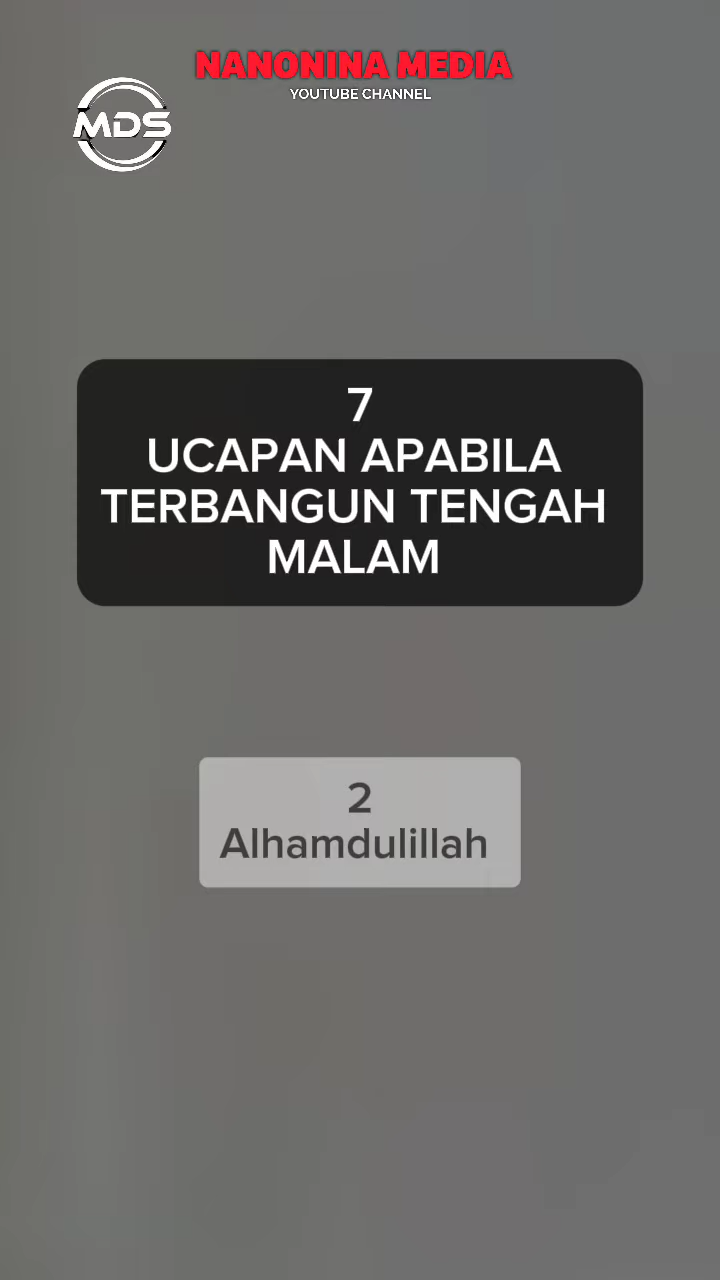 NANONINA MEDIA
YOUTUBE CHANNEL
MDS
7
UCAPAN APABILA
TERBANGUN TENGAH
MALAM
2
Alhamdulillah